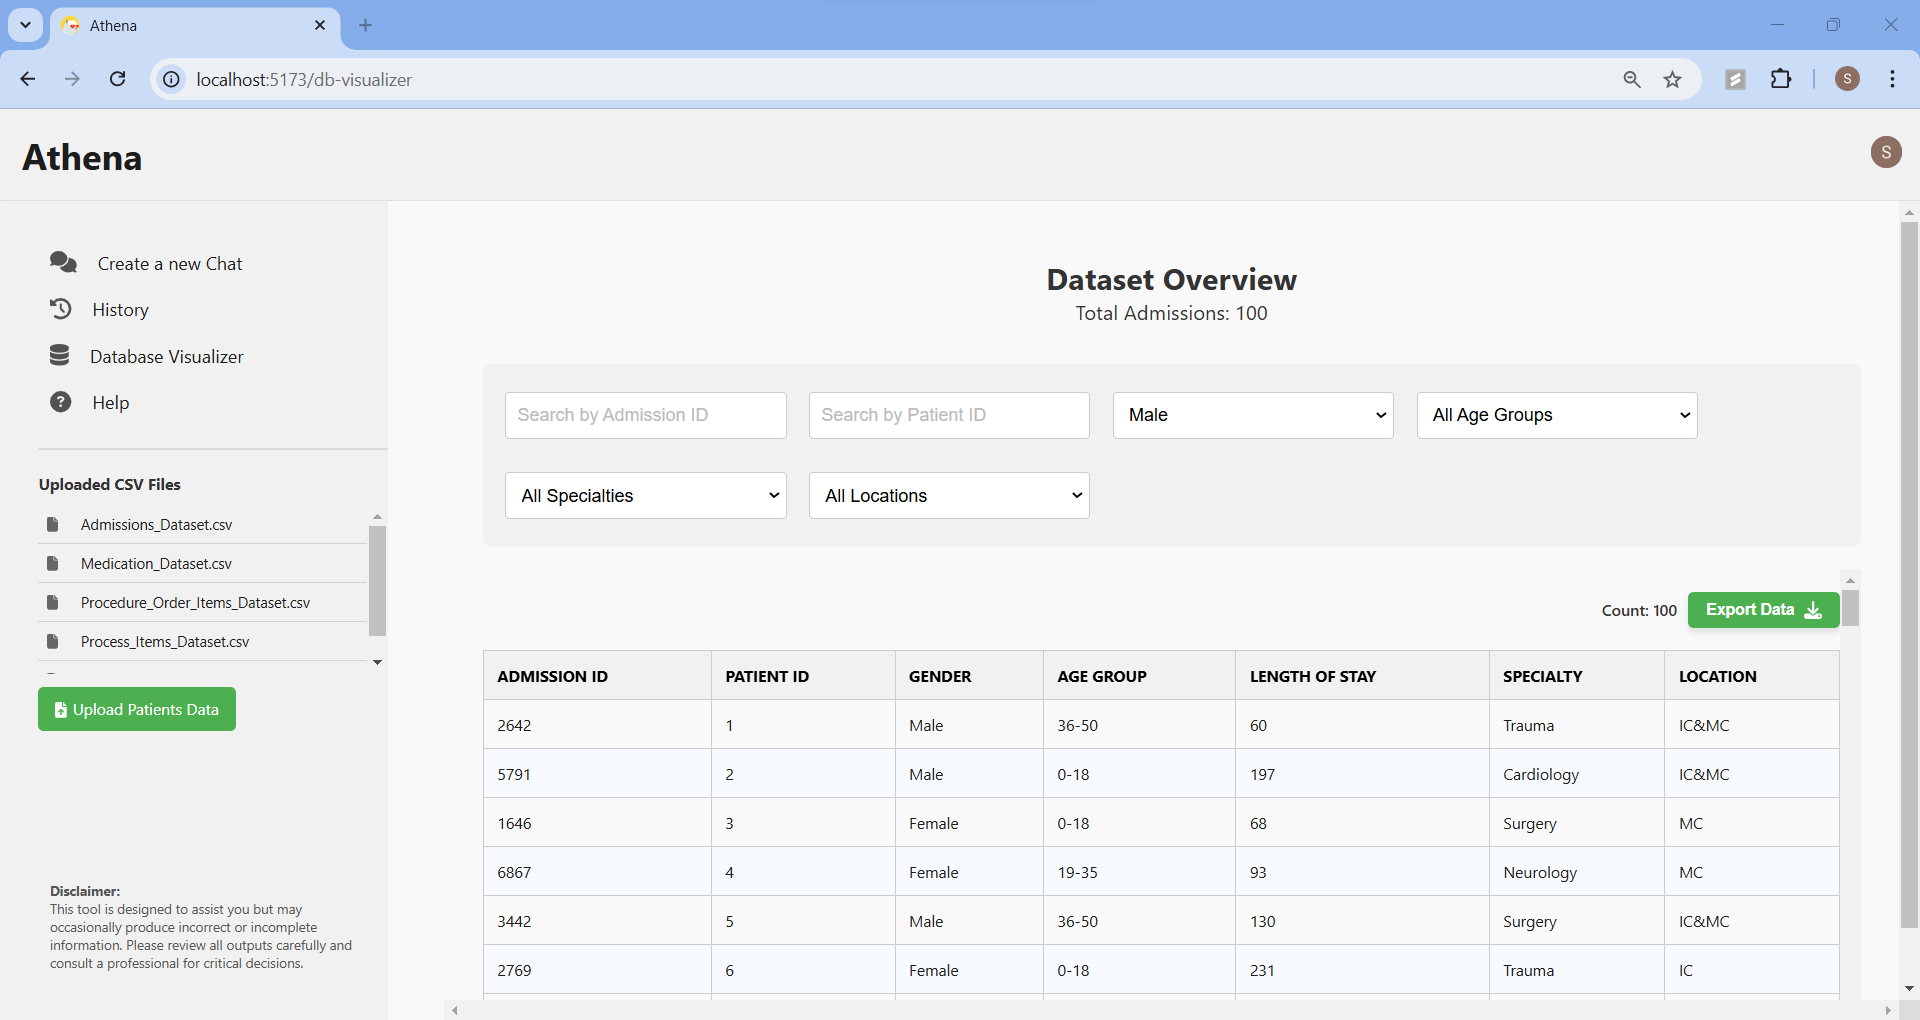 Athena
localhost:5173/db-visualizer
S
Athena
S
Create a new Chat
History
Database Visualizer
Help
Uploaded CSV Files
Admissions_Dataset.csv
Medication_Dataset.csv
Procedure_Order_Items_Dataset.csv
Process_Items_Dataset.csv
Upload Patients Data
Disclaimer:
This tool is designed to assist you but may
occasionally produce incorrect or incomplete
information. Please review all outputs carefully and
consult a professional for critical decisions.
Dataset Overview
Total Admissions: 100
Search by Admission ID Search by Patient ID Male All Age Groups
All Specialties All Locations
Count: 100 Export Data
ADMISSION ID PATIENT ID GENDER AGE GROUP LENGTH OF STAY SPECIALTY LOCATION
2642 1 Male 36-50 60 Trauma IC&MC
5791 2 Male 0-18 197 Cardiology IC&MC
1646 3 Female 0-18 68 Surgery MC
6867 4 Female 19-35 93 Neurology MC
3442 5 Male 36-50 130 Surgery IC&MC
2769 6 Female 0-18 231 Trauma IC